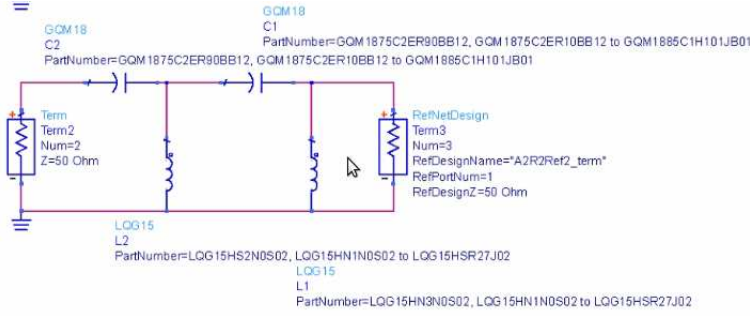 GQM18
C2
PartNumber=GQM1875C2ER90BB12, GQM1875C2ER10BB12 to GQM1885C1H101JB01
GQM18
C1
PartNumber=GQM1875C2ER90BB12, GQM1875C2ER10BB12 to GQM1885C1H101JB01
Term
Term2
Num=2
Z=50 Ohm
RefNetDesign
Term3
Num=3
RefDesignName="A2R2Ref2_term"
RefPortNum=1
RefDesignZ=50 Ohm
LQG15
L2
PartNumber=LQG15HS2N0S02, LQG15HN1N0S02 to LQG15HSR27J02
LQG15
L1
PartNumber=LQG15HN3N0S02, LQG15HN1N0S02 to LQG15HSR27J02